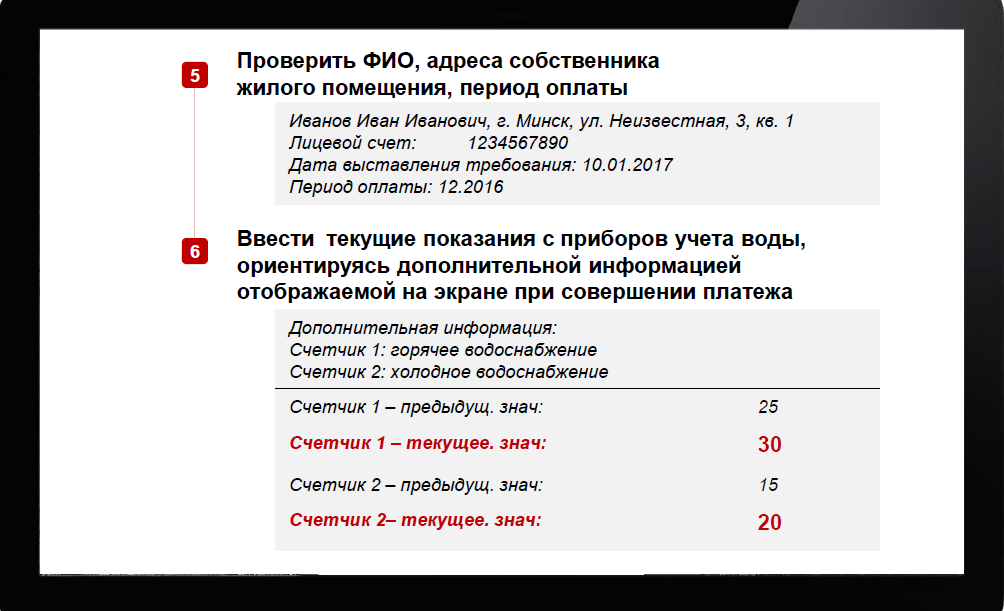 5
Проверить ФИО, адреса собственника
жилого помещения, период оплаты
Иванов Иван Иванович, г. Минск, ул. Неизвестная, 3, кв. 1
Лицевой счет: 1234567890
Дата выставления требования: 10.01.2017
Период оплаты: 12.2016
6
Ввести текущие показания с приборов учета воды,
ориентируясь дополнительной информацией
отображаемой на экране при совершении платежа
Дополнительная информация:
Счетчик 1: горячее водоснабжение
Счетчик 2: холодное водоснабжение
Счетчик 1 – предыдущ. знач: 25
Счетчик 1 – текущее. знач: 30
Счетчик 2 – предыдущ. знач: 15
Счетчик 2– текущее. знач: 20